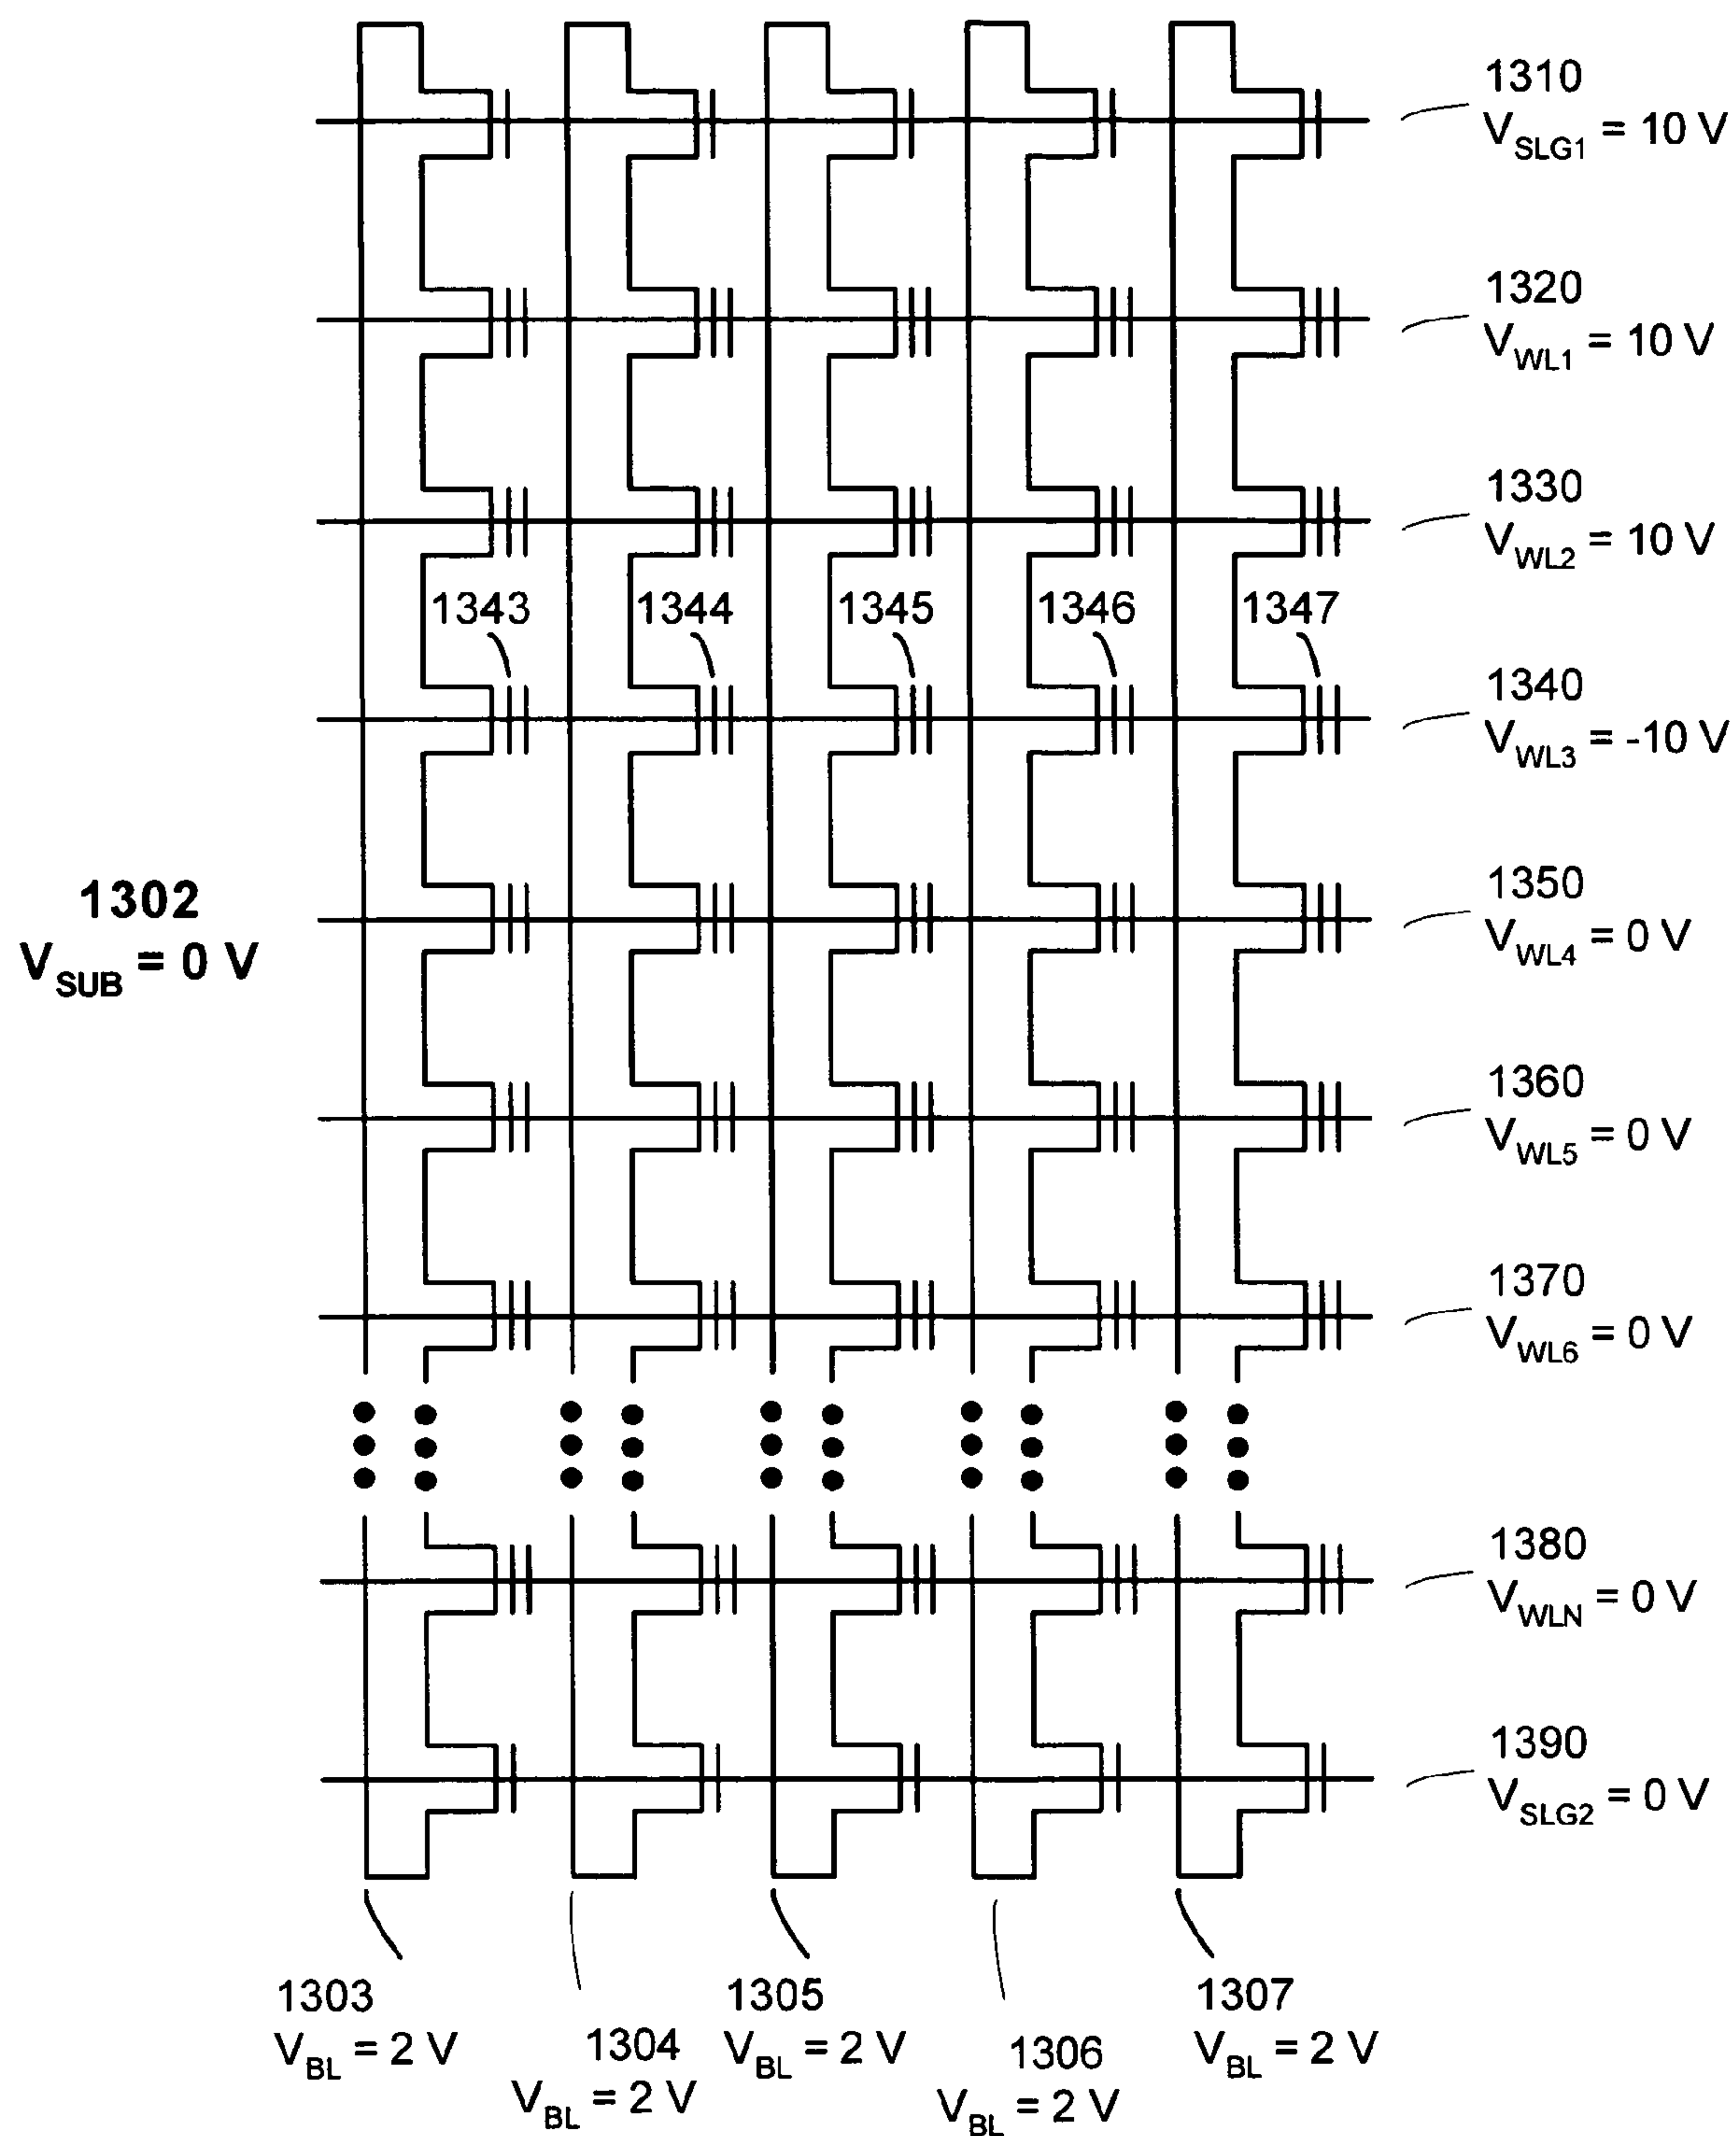 1310
V_SLG1 = 10 V
1320
V_WL1 = 10 V
1330
V_WL2 = 10 V
1343 1344 1345 1346 1347
1340
V_WL3 = -10 V
1302
V_SUB = 0 V
1350
V_WL4 = 0 V
1360
V_WL5 = 0 V
1370
V_WL6 = 0 V
1380
V_WLN = 0 V
1390
V_SLG2 = 0 V
1303
V_BL = 2 V
1304
V_BL = 2 V
1305
V_BL = 2 V
1306
V_BL = 2 V
1307
V_BL = 2 V